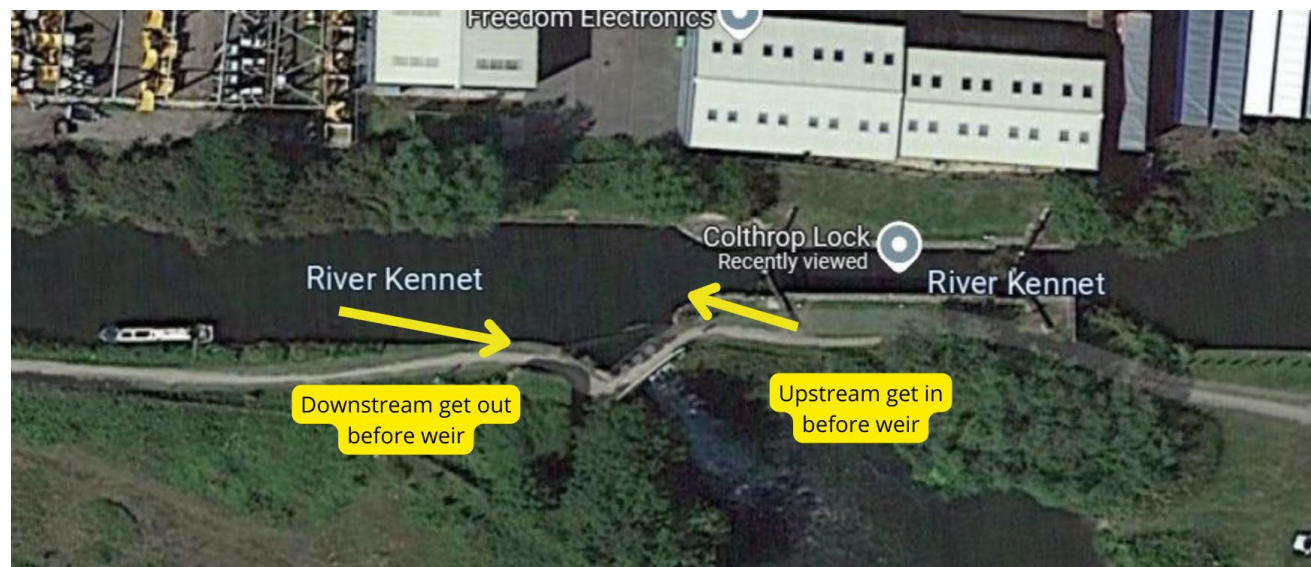 Freedom Electronics
Colthrop Lock
Recently viewed
River Kennet
River Kennet
Downstream get out
before weir
Upstream get in
before weir